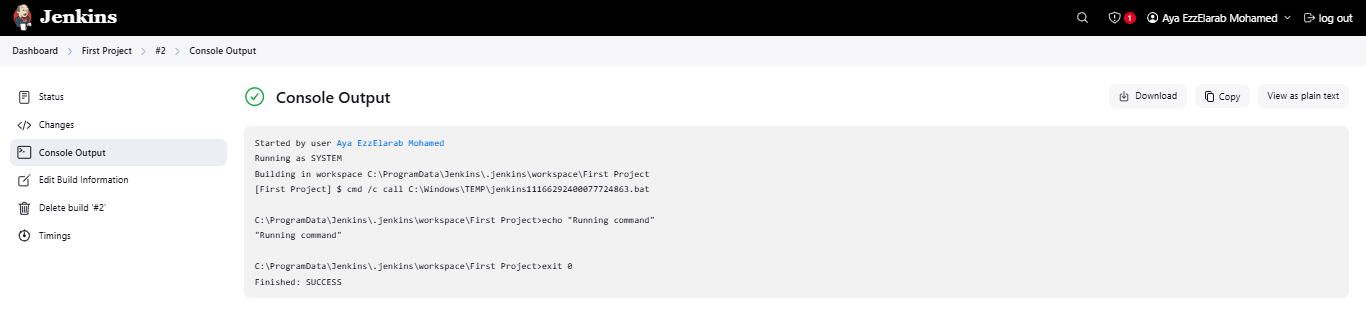 Jenkins
1
Aya EzzElarab Mohamed
log out
Dashboard
First Project
#2
Console Output
Status
Changes
Console Output
Edit Build Information
Delete build '#2'
Timings
Console Output
Download
Copy
View as plain text
Started by user Aya EzzElarab Mohamed
Running as SYSTEM
Building in workspace C:\ProgramData\Jenkins\.jenkins\workspace\First Project
[First Project] $ cmd /c call C:\Windows\TEMP\jenkins11166292400077724863.bat
C:\ProgramData\Jenkins\.jenkins\workspace\First Project>echo "Running command"
"Running command"
C:\ProgramData\Jenkins\.jenkins\workspace\First Project>exit 0
Finished: SUCCESS